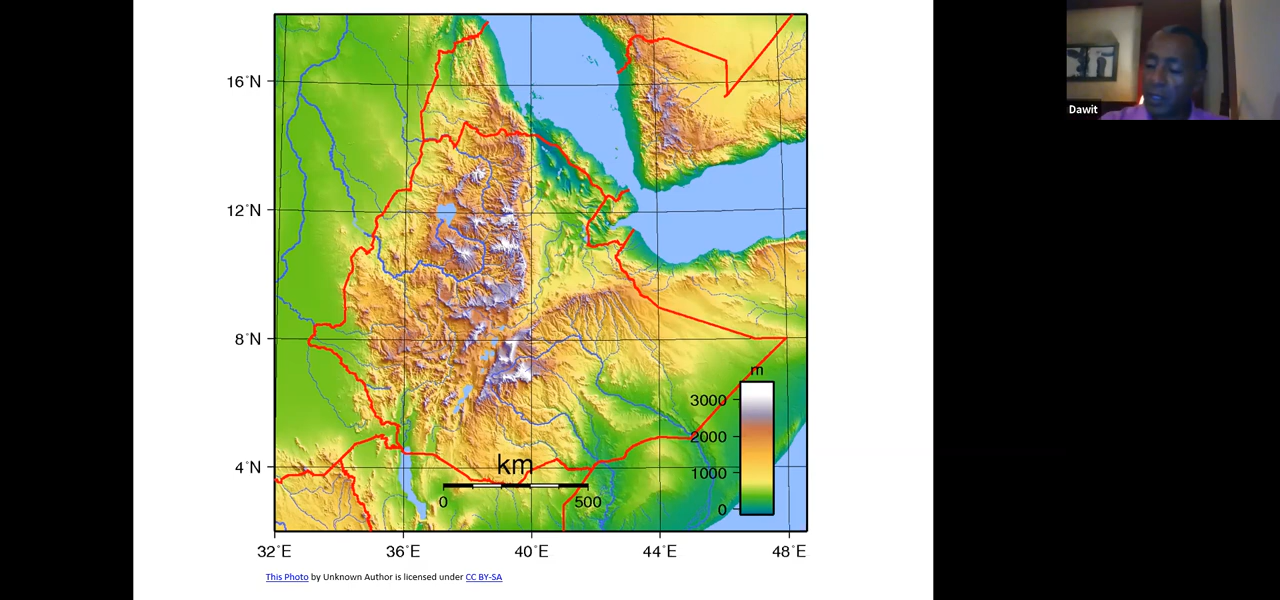 16°N
12°N
8°N
4°N
m
3000
2000
1000
0
km
0 500
32°E 36°E 40°E 44°E 48°E
This Photo by Unknown Author is licensed under CC BY-SA
Dawit